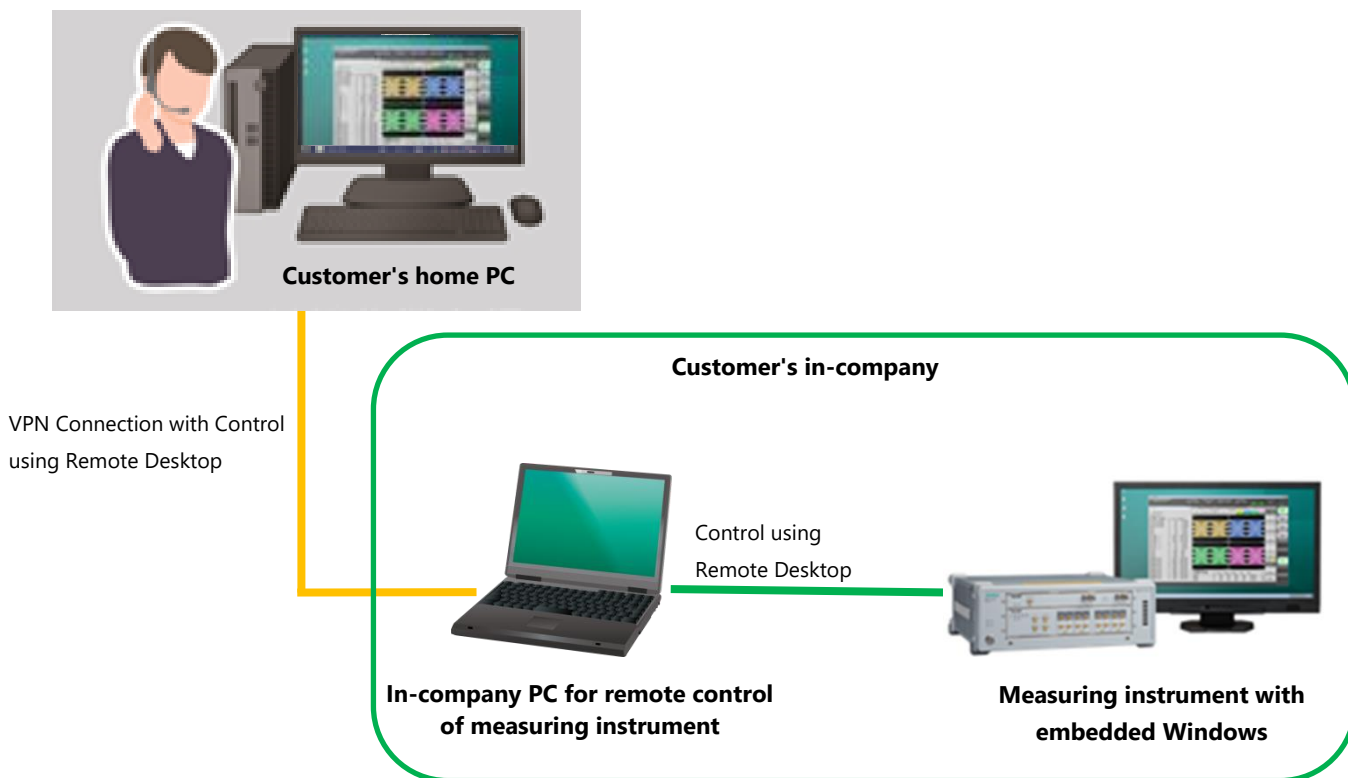 Customer's home PC
Customer's in-company
VPN Connection with Control
using Remote Desktop
Control using
Remote Desktop
In-company PC for remote control
of measuring instrument
Measuring instrument with
embedded Windows